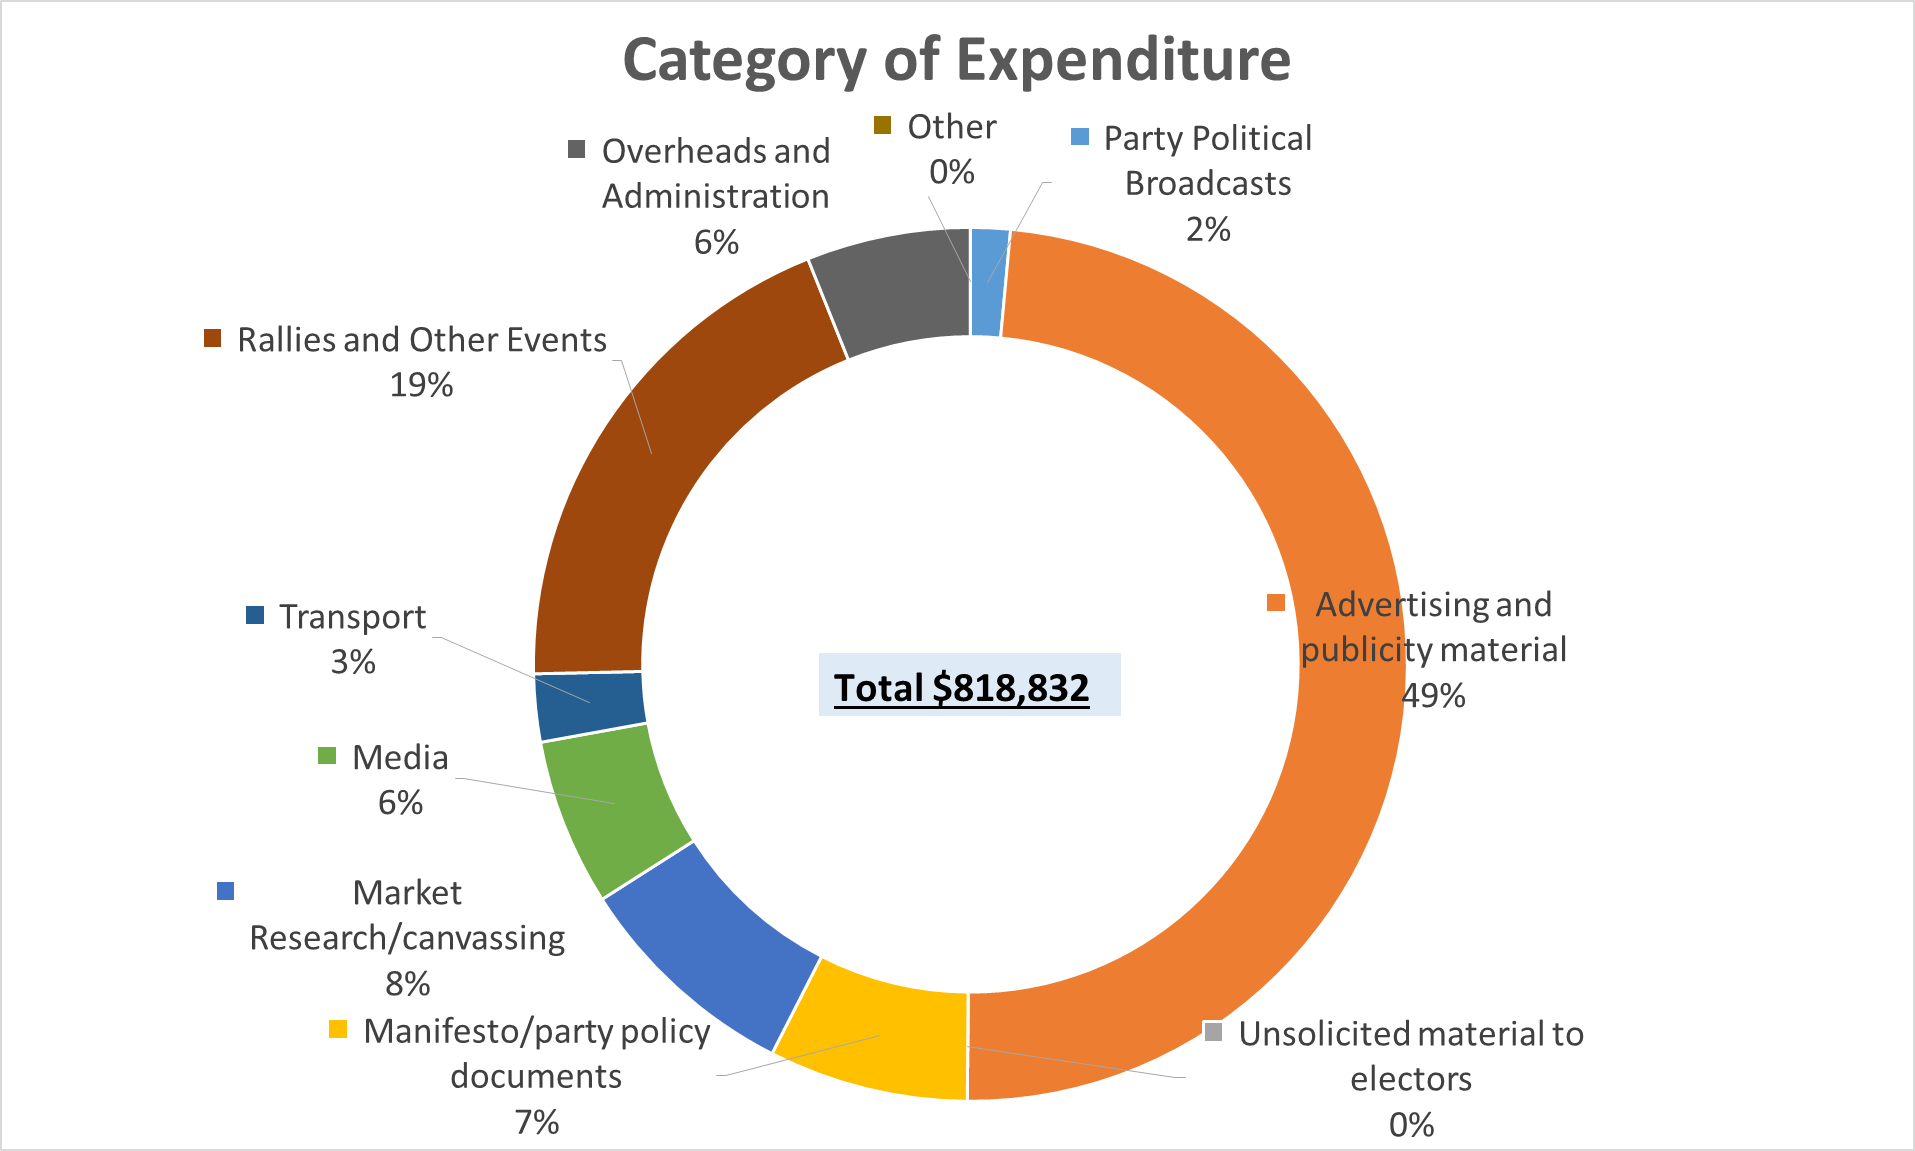 Category of Expenditure
Other
0%
Party Political
Broadcasts
2%
Overheads and
Administration
6%
Rallies and Other Events
19%
Advertising and
publicity material
49%
Transport
3%
Total $818,832
Media
6%
Market
Research/canvassing
8%
Manifesto/party policy
documents
7%
Unsolicited material to
electors
0%